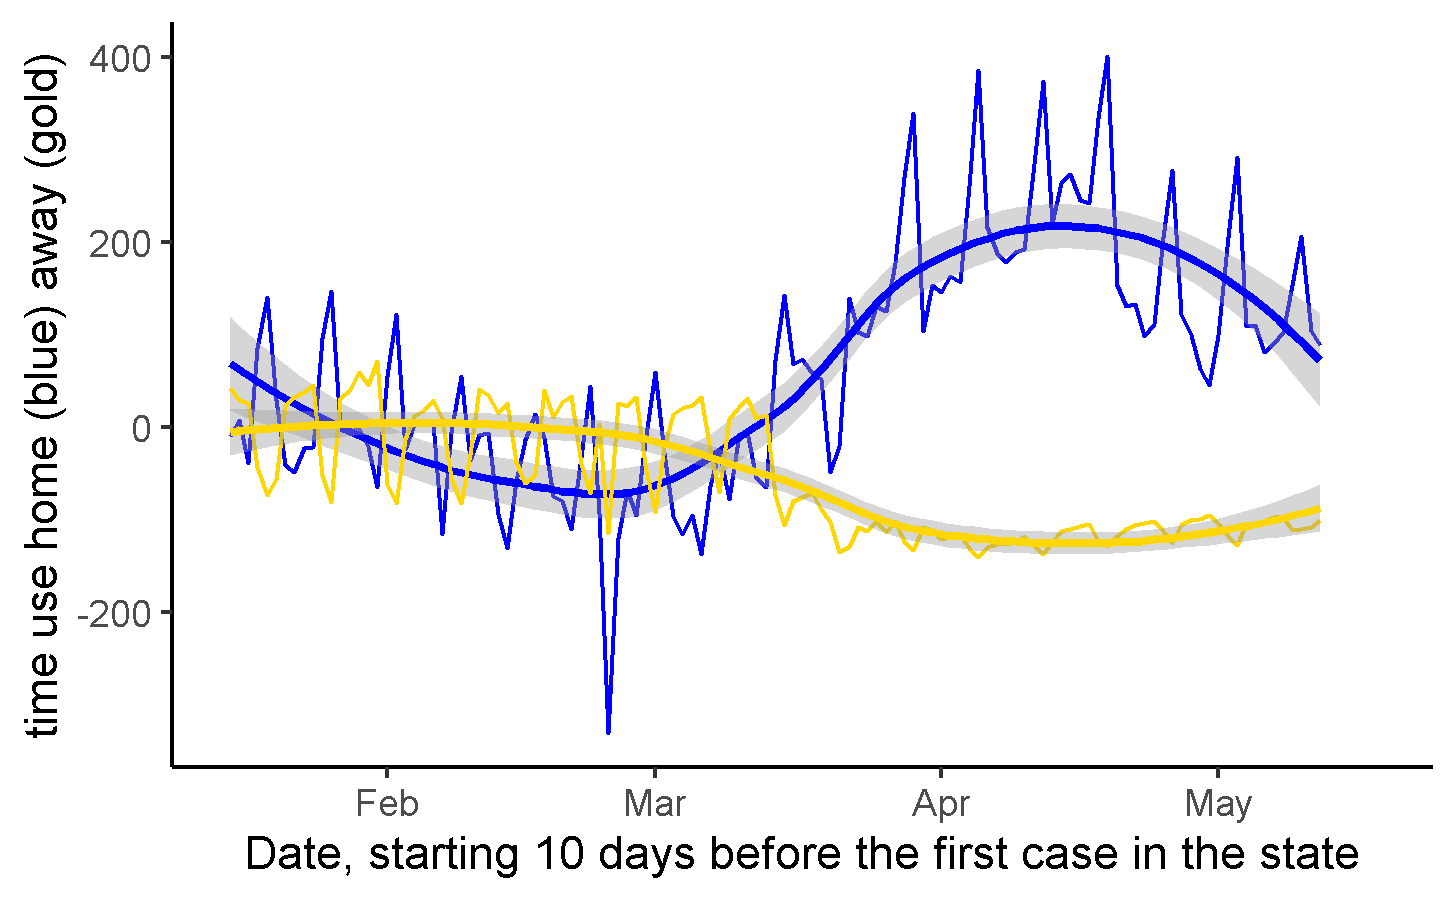 time use home (blue) away (gold)
400
200
0
-200
Feb
Mar
Apr
May
Date, starting 10 days before the first case in the state